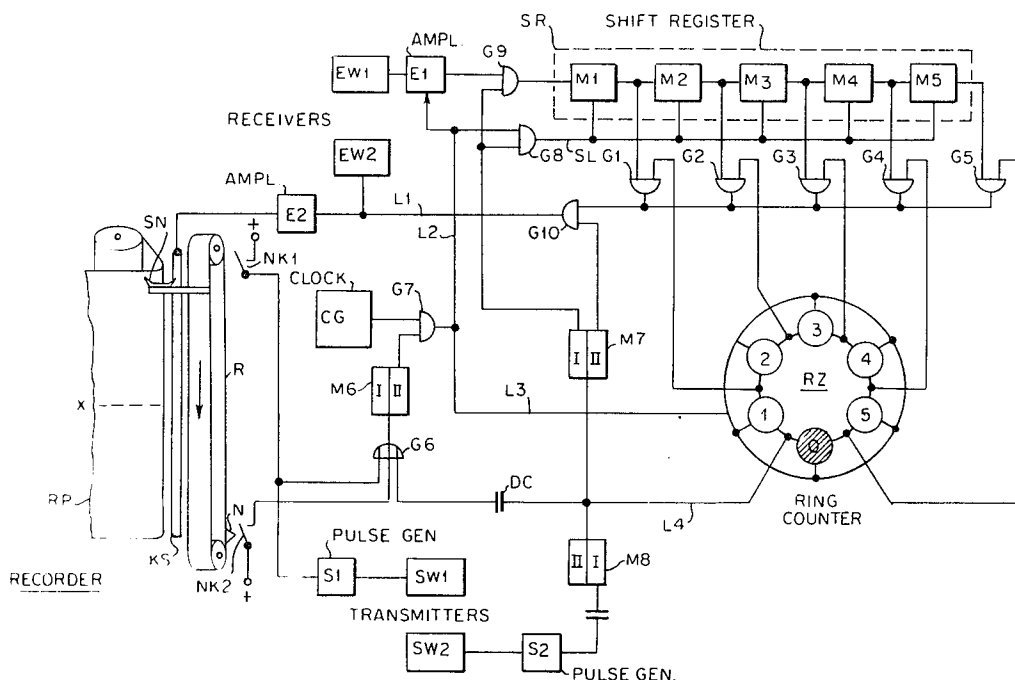 SR
SHIFT REGISTER
AMPL.
G9
EW1
E1
M1
M2
M3
M4
M5
RECEIVERS
G8
SL
G1
G2
G3
G4
G5
EW2
AMPL
E2
L1
L2
G10
SN
+
NK1
CLOCK
CG
G7
M7
I
II
3
2
4
RZ
R
M6
I
II
L3
X
1
5
0
G6
RP
DC
L4
RING
COUNTER
N
KS
NK2
+
PULSE GEN
S1
SW1
II
I
M8
RECORDER
TRANSMITTERS
SW2
S2
PULSE GEN.